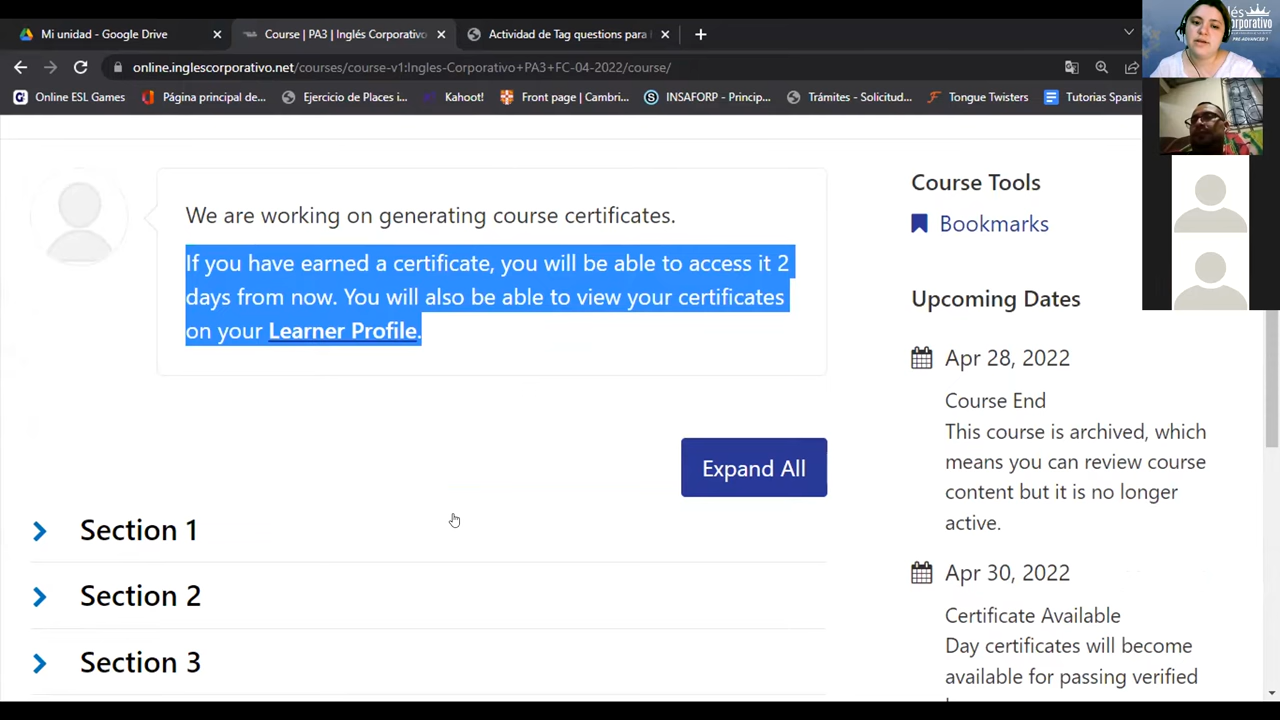 Mi unidad - Google Drive
Course | PA3 | Inglés Corporativo
Actividad de Tag questions para
online.inglescorporativo.net/courses/course-v1:Ingles-Corporativo+PA3+FC-04-2022/course/
Online ESL Games
Página principal de...
Ejercicio de Places i...
Kahoot!
Front page | Cambri...
INSAFORP - Princip...
Trámites - Solicitud...
Tongue Twisters
Tutorias Spanis
We are working on generating course certificates.
If you have earned a certificate, you will be able to access it 2
days from now. You will also be able to view your certificates
on your Learner Profile.
Expand All
Section 1
Section 2
Section 3
Course Tools
Bookmarks
Upcoming Dates
Apr 28, 2022
Course End
This course is archived, which
means you can review course
content but it is no longer
active.
Apr 30, 2022
Certificate Available
Day certificates will become
available for passing verified